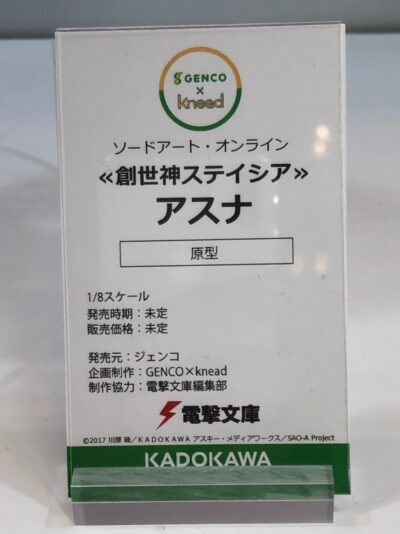 GENCO
×
knead
ソードアート・オンライン
≪創世神ステイシア≫
アスナ
原型
1/8スケール
発売時期：未定
販売価格：未定
発売元：ジェンコ
企画制作：GENCO×knead
制作協力：電撃文庫編集部
電撃文庫
©2017 川原 礫／KADOKAWA アスキー・メディアワークス／SAO-A Project
KADOKAWA